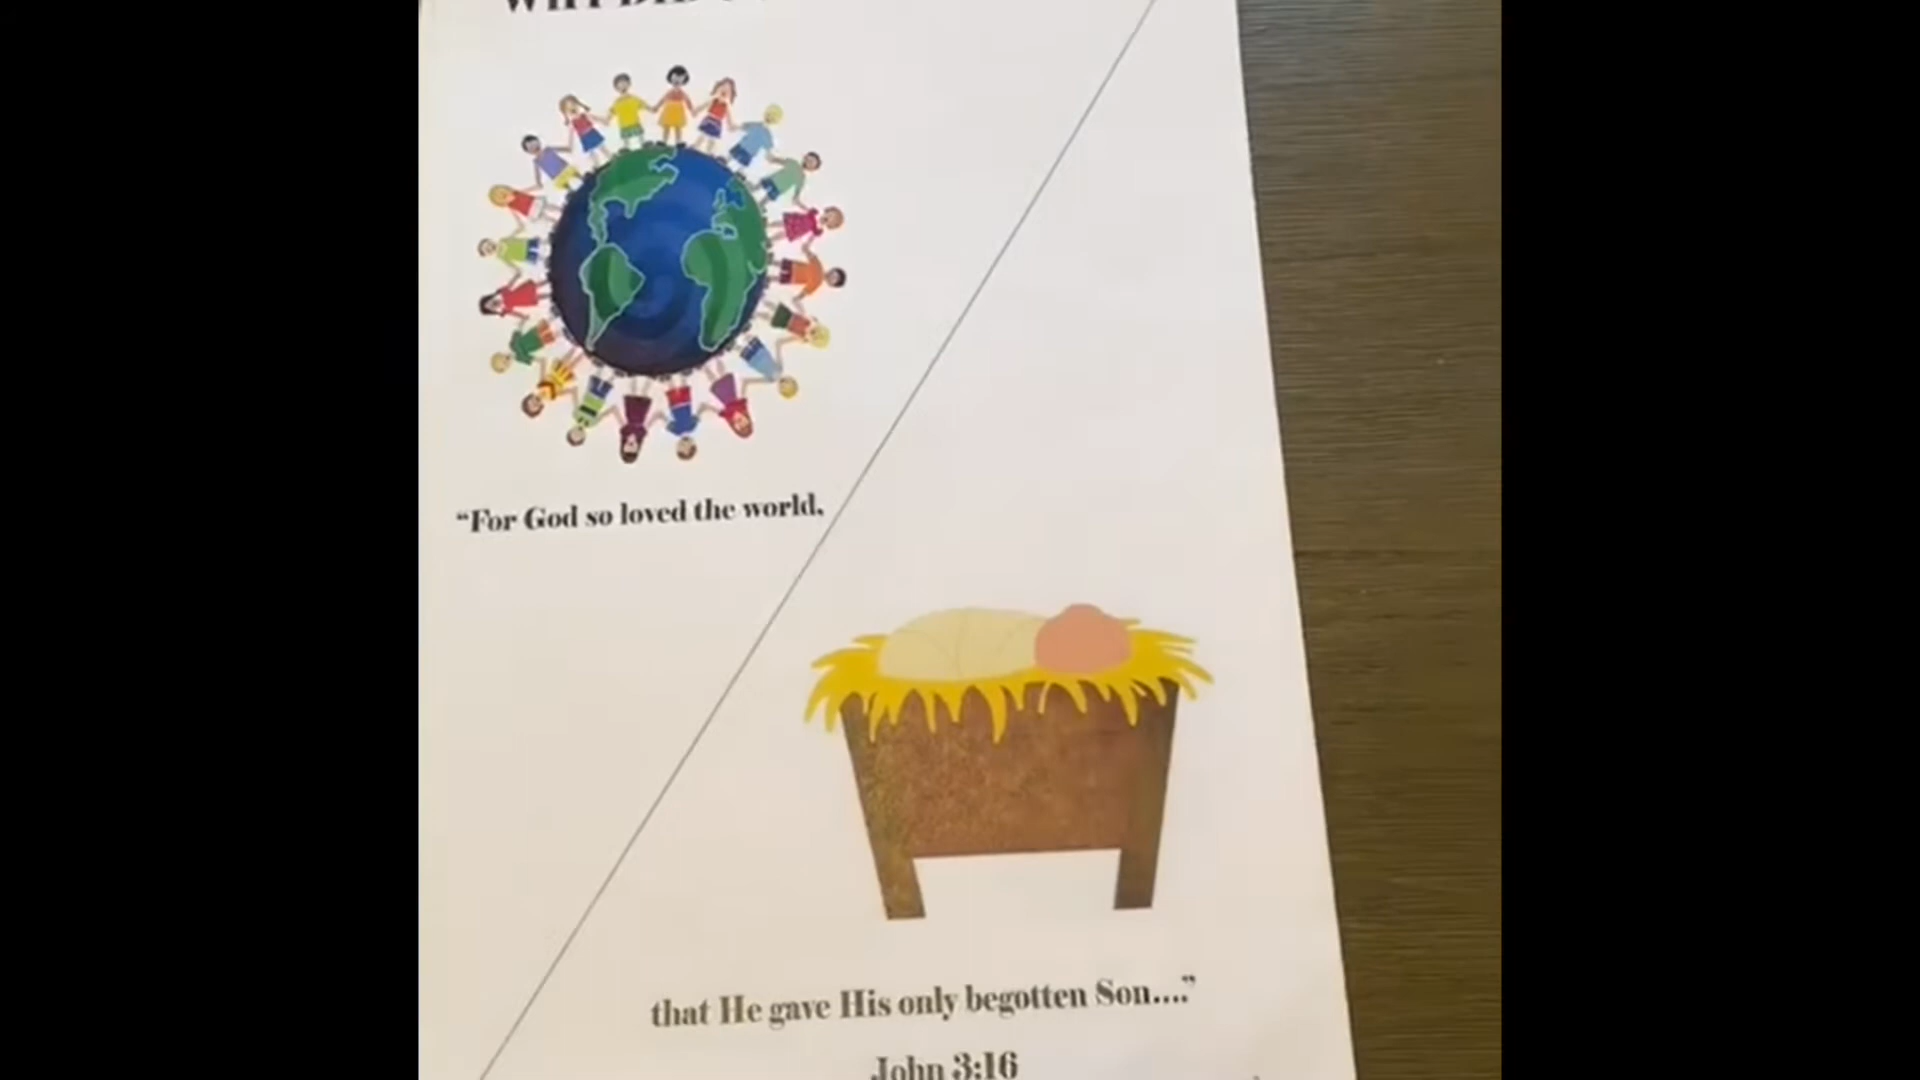 “For God so loved the world,
that He gave His only begotten Son....”
John 3:16